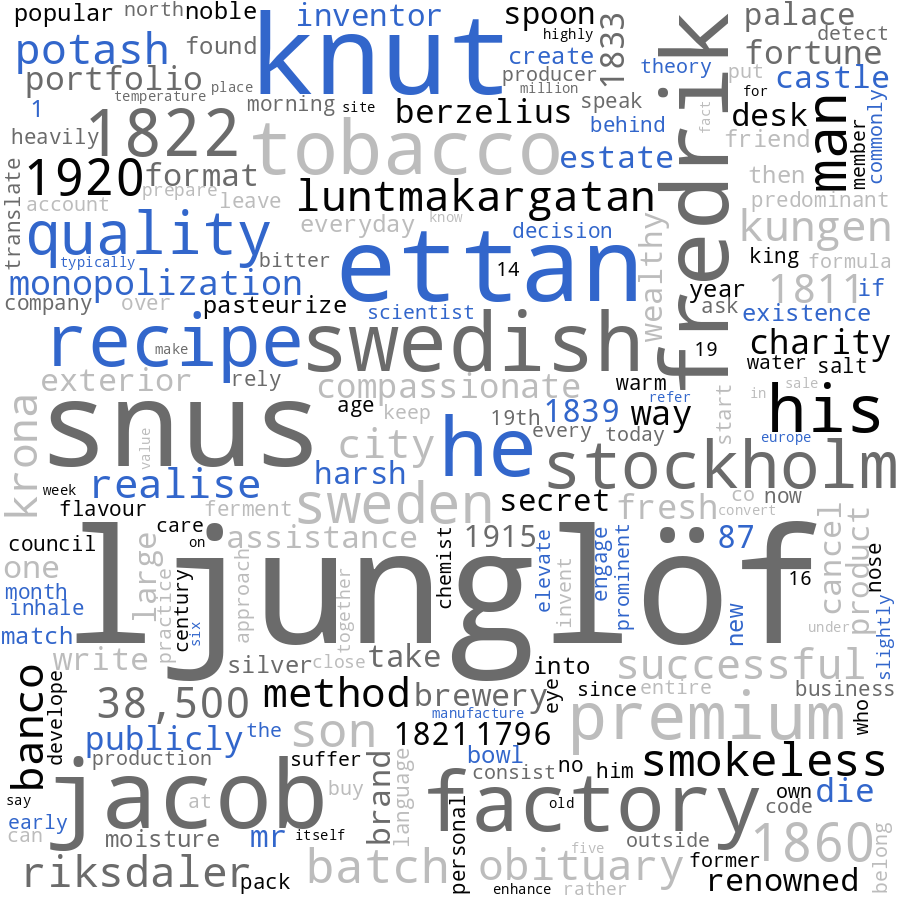 popular northnoble inventor spoon 1833 palace
highly detect
potash found knut create fredrik fortune
theory put castle
portfolio producer
temperature place million
1 morning site berzelius speak for commonly
heavily 1822 tobacco behind fact desk man
friend member
estate
1920 format then
translate prepare leave luntmakargatan predominant
account everyday know
quality decision wealthy kungen
ettan
typically bitter 14 king formula
monopolization 1811 if
company over pasteurize year
scientist ask existence
recipe swedish
make 19 charity
water salt
exterior rely compassionate warm start sale
refer in his
age keep 19th 1839 way
krona snus every today europe
value city he stockholm
harsh
week realise
flavour ferment sweden secret fresh co now
convert
care
council on assistance chemist 1915 87 cancel product
one large ljunglöf elevate engage nose
month century approach invent prominent 16
inhale practice together
match six new under slightly
write silver close take into successful
banco develope eye since entire business
38,500 method brewery who
manufacture
publicly the son 1821 1796 premium
bowl
production suffer no him smokeless
consist
jacob brand buy factory own die
say at language old code
early
can moisture mr itself personal outside 1860 belong
five former
riksdaler batch obituary
pack enhance rather renowned